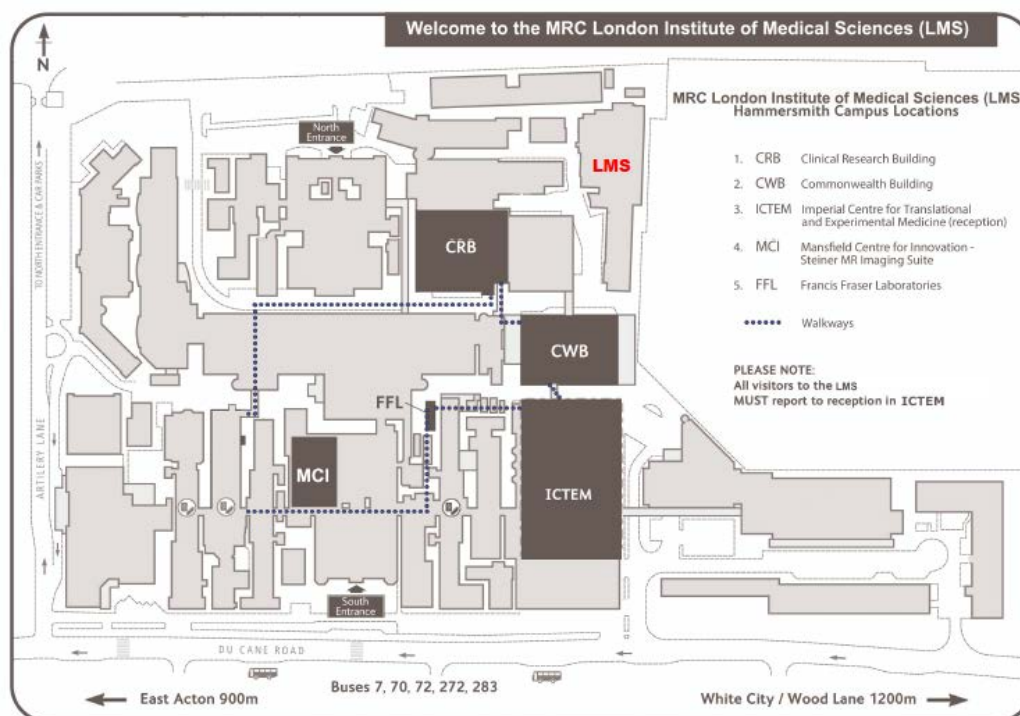 Welcome to the MRC London Institute of Medical Sciences (LMS)
N
MRC London Institute of Medical Sciences (LMS
Hammersmith Campus Locations
North
Entrance
LMS
1. CRB Clinical Research Building
2. CWB Commonwealth Building
3. ICTEM Imperial Centre for Translational
and Experimental Medicine (reception)
4. MCI Mansfield Centre for Innovation -
Steiner MR Imaging Suite
5. FFL Francis Fraser Laboratories
Walkways
TO NORTH ENTRANCE & CAR PARKS
CRB
CWB
PLEASE NOTE:
All visitors to the LMS
MUST report to reception in ICTEM
FFL
ARTILERY LANE
MCI
ICTEM
South
Entrance
DU CANE ROAD
Buses 7, 70, 72, 272, 283
East Acton 900m
White City / Wood Lane 1200m